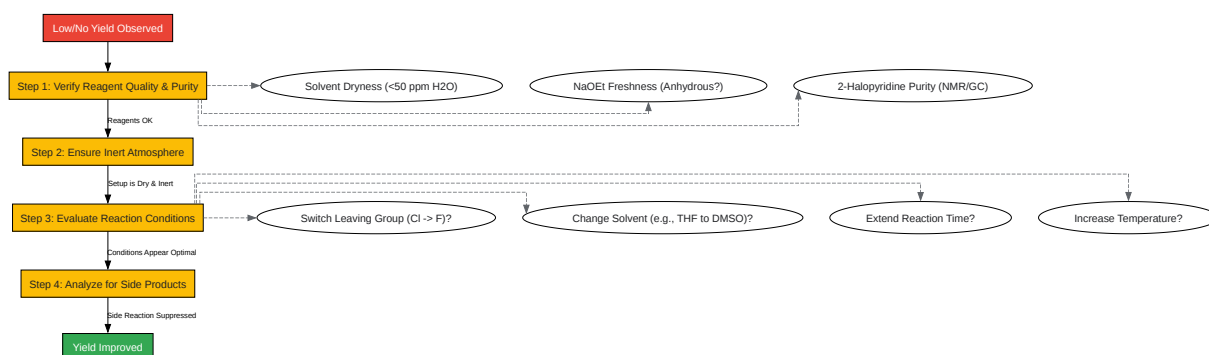 Low/No Yield Observed
Step 1: Verify Reagent Quality & Purity
Solvent Dryness (<50 ppm H2O)
NaOEt Freshness (Anhydrous?)
2-Halopyridine Purity (NMR/GC)
Reagents OK
Step 2: Ensure Inert Atmosphere
Setup is Dry & Inert
Step 3: Evaluate Reaction Conditions
Switch Leaving Group (Cl -> F)?
Change Solvent (e.g., THF to DMSO)?
Extend Reaction Time?
Increase Temperature?
Conditions Appear Optimal
Step 4: Analyze for Side Products
Side Reaction Suppressed
Yield Improved